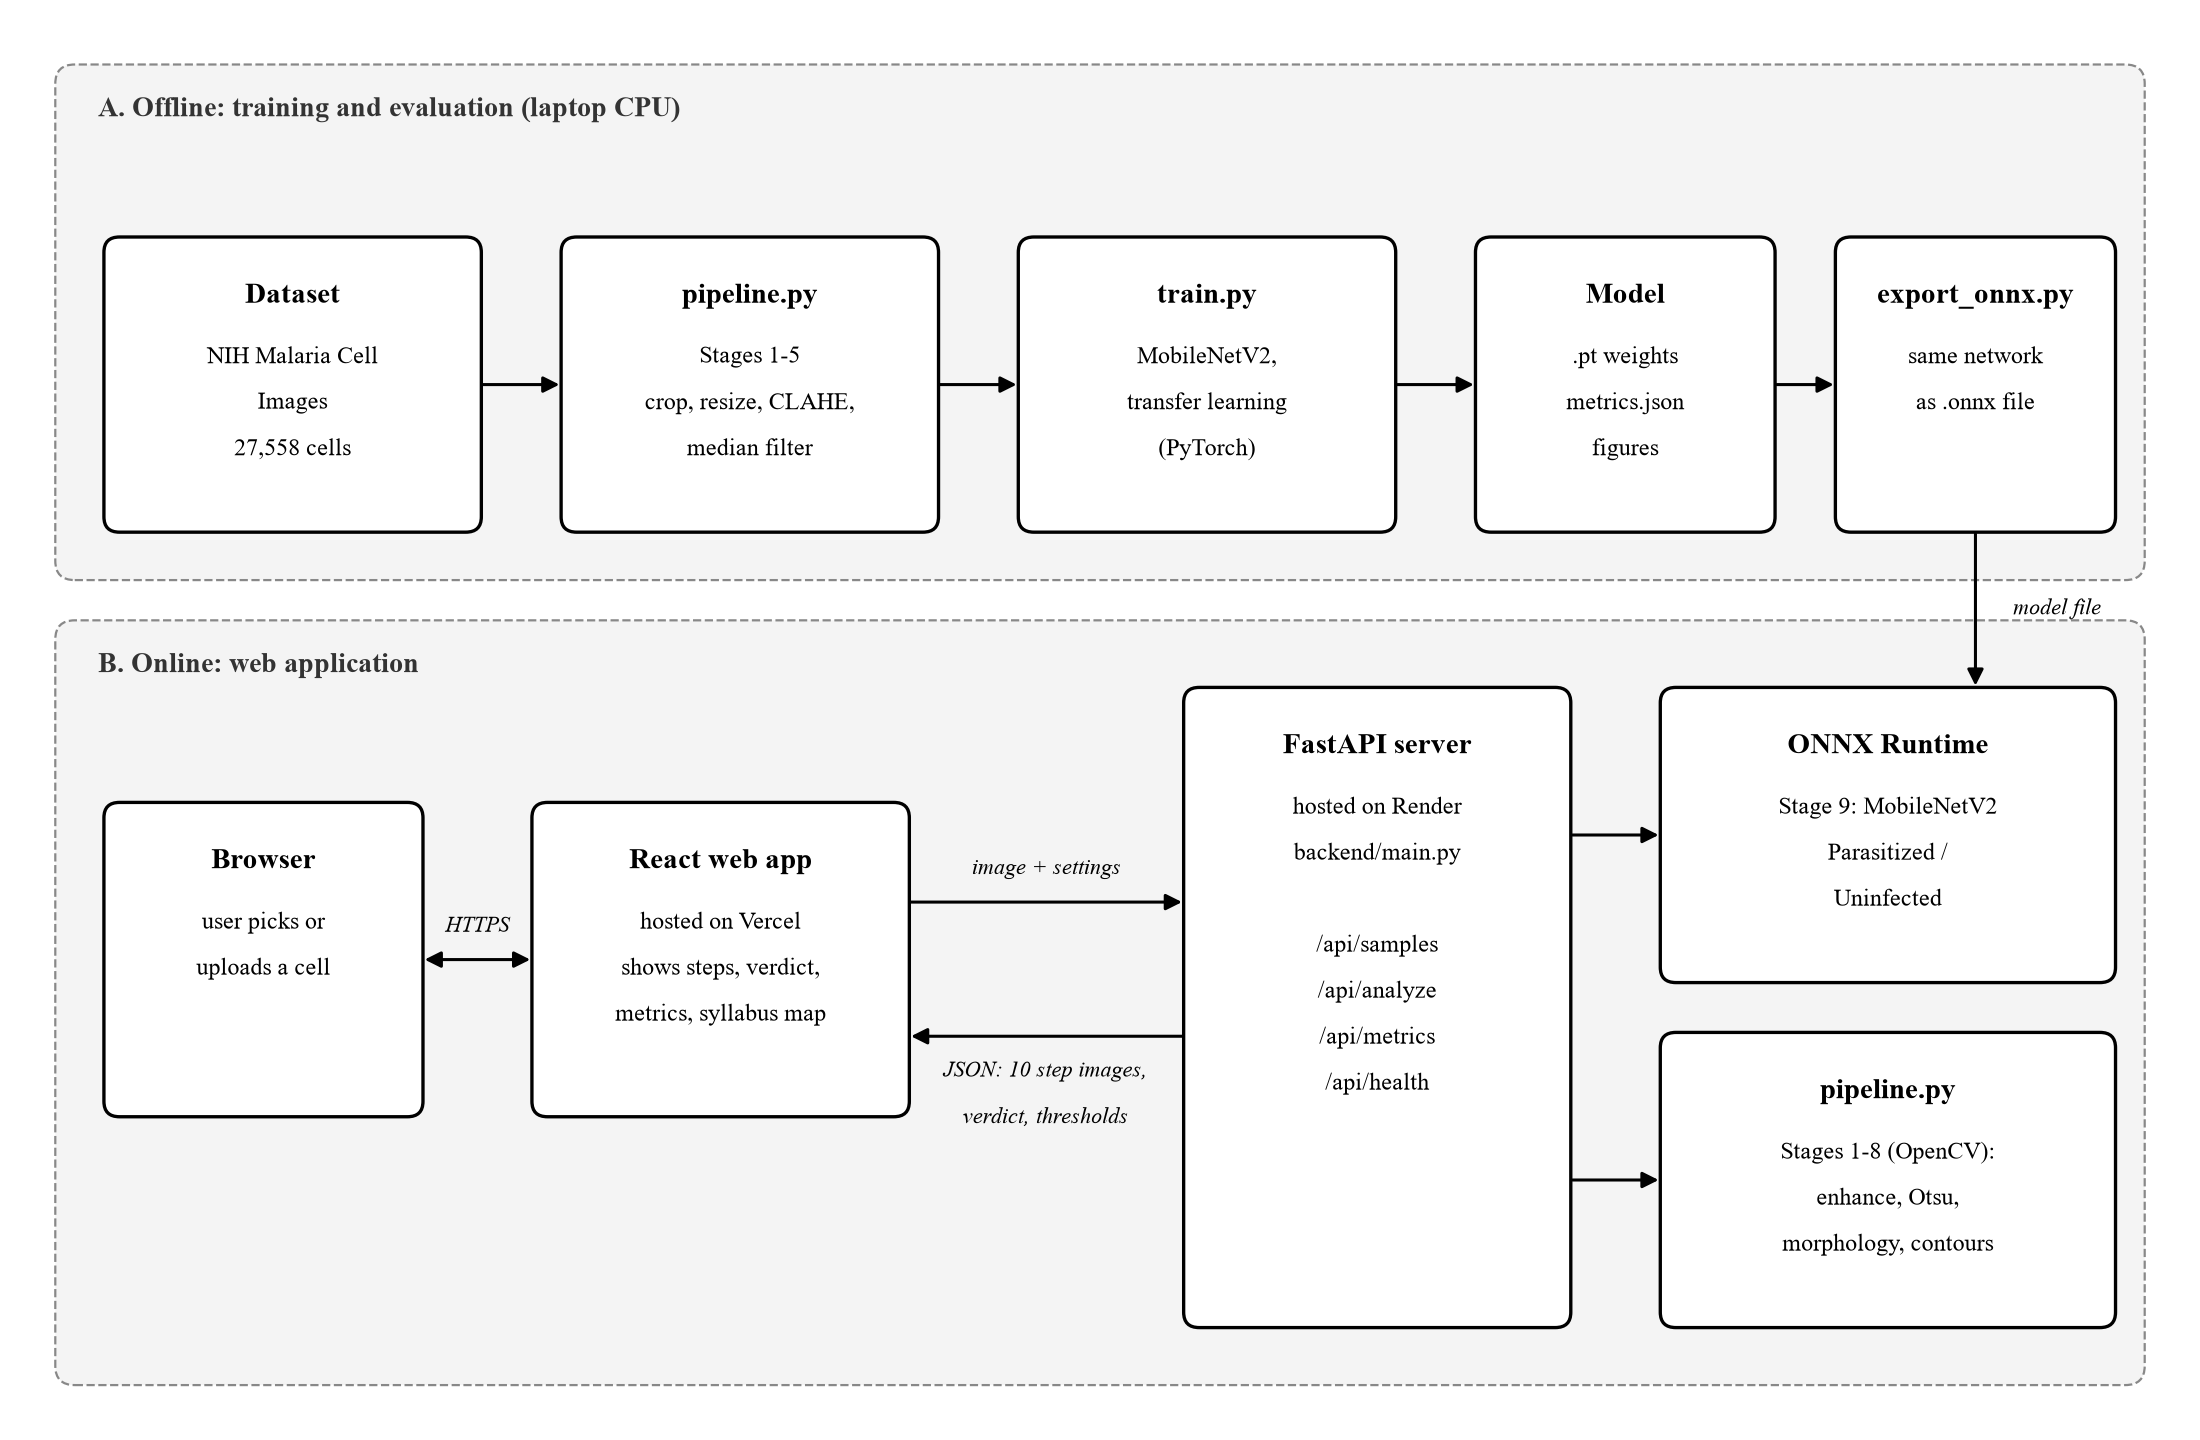 A. Offline: training and evaluation (laptop CPU)
Dataset
NIH Malaria Cell
Images
27,558 cells
pipeline.py
Stages 1-5
crop, resize, CLAHE,
median filter
train.py
MobileNetV2,
transfer learning
(PyTorch)
Model
.pt weights
metrics.json
figures
export_onnx.py
same network
as .onnx file
model file
B. Online: web application
Browser
user picks or
uploads a cell
HTTPS
React web app
hosted on Vercel
shows steps, verdict,
metrics, syllabus map
image + settings
JSON: 10 step images,
verdict, thresholds
FastAPI server
hosted on Render
backend/main.py
/api/samples
/api/analyze
/api/metrics
/api/health
ONNX Runtime
Stage 9: MobileNetV2
Parasitized /
Uninfected
pipeline.py
Stages 1-8 (OpenCV):
enhance, Otsu,
morphology, contours